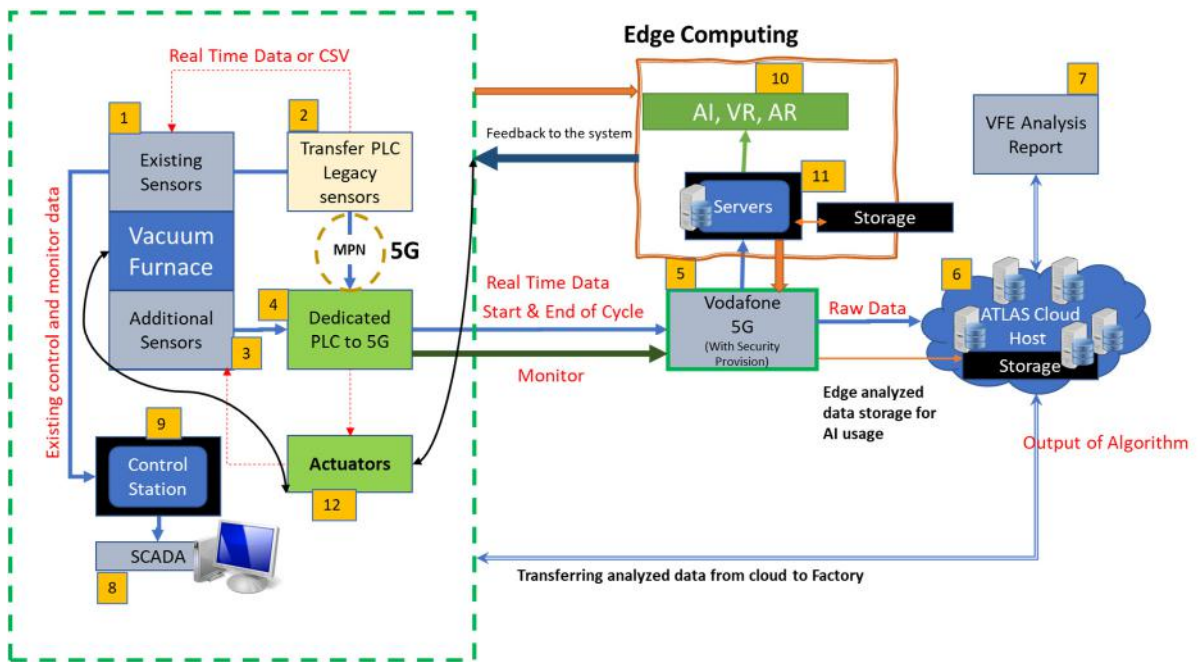 Edge Computing
Real Time Data or CSV
10
7
AI, VR, AR
1
2
VFE Analysis
Report
Feedback to the system
Existing
Sensors
Transfer PLC
Legacy
sensors
11
Servers
Storage
Vacuum
Furnace
MPN
5G
Existing control and monitor data
4
Real Time Data
Start & End of Cycle
5
6
Additional
Sensors
Dedicated
PLC to 5G
Vodafone
5G
(With Security
Provision)
Raw Data
ATLAS Cloud
Host
Storage
3
Monitor
Edge analyzed
data storage for
AI usage
9
Output of Algorithm
Control
Station
Actuators
12
SCADA
8
Transferring analyzed data from cloud to Factory